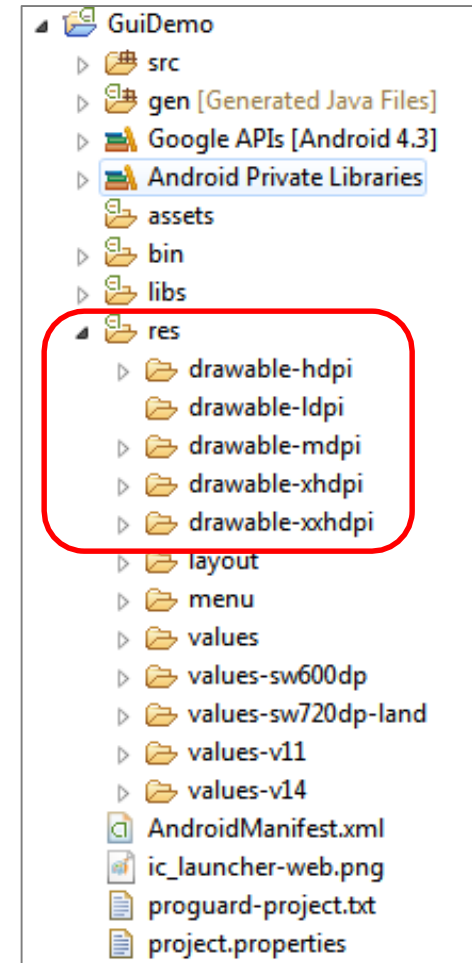 GuiDemo
src
gen [Generated Java Files]
Google APIs [Android 4.3]
Android Private Libraries
assets
bin
libs
res
drawable-hdpi
drawable-ldpi
drawable-mdpi
drawable-xhdpi
drawable-xxhdpi
layout
menu
values
values-sw600dp
values-sw720dp-land
values-v11
values-v14
AndroidManifest.xml
ic_launcher-web.png
proguard-project.txt
project.properties